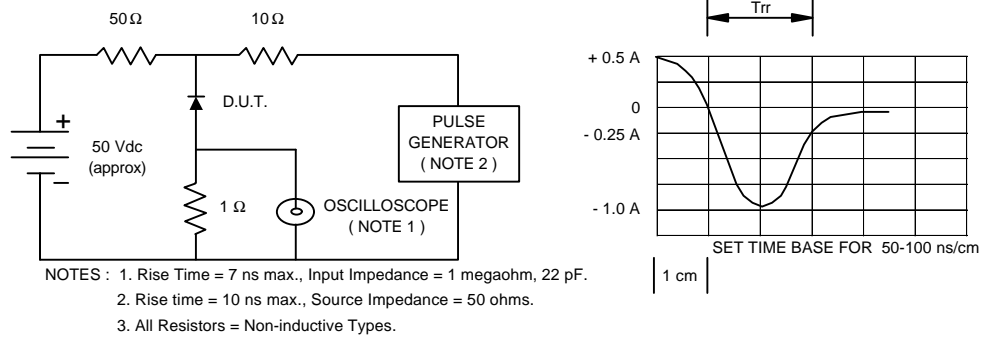 50 Ω
10 Ω
Trr
+ 0.5 A
D.U.T.
0
+
50 Vdc
(approx)
PULSE
GENERATOR
( NOTE 2 )
- 0.25 A
1 Ω
OSCILLOSCOPE
( NOTE 1 )
- 1.0 A
SET TIME BASE FOR 50-100 ns/cm
1 cm
NOTES : 1. Rise Time = 7 ns max., Input Impedance = 1 megaohm, 22 pF.
2. Rise time = 10 ns max., Source Impedance = 50 ohms.
3. All Resistors = Non-inductive Types.